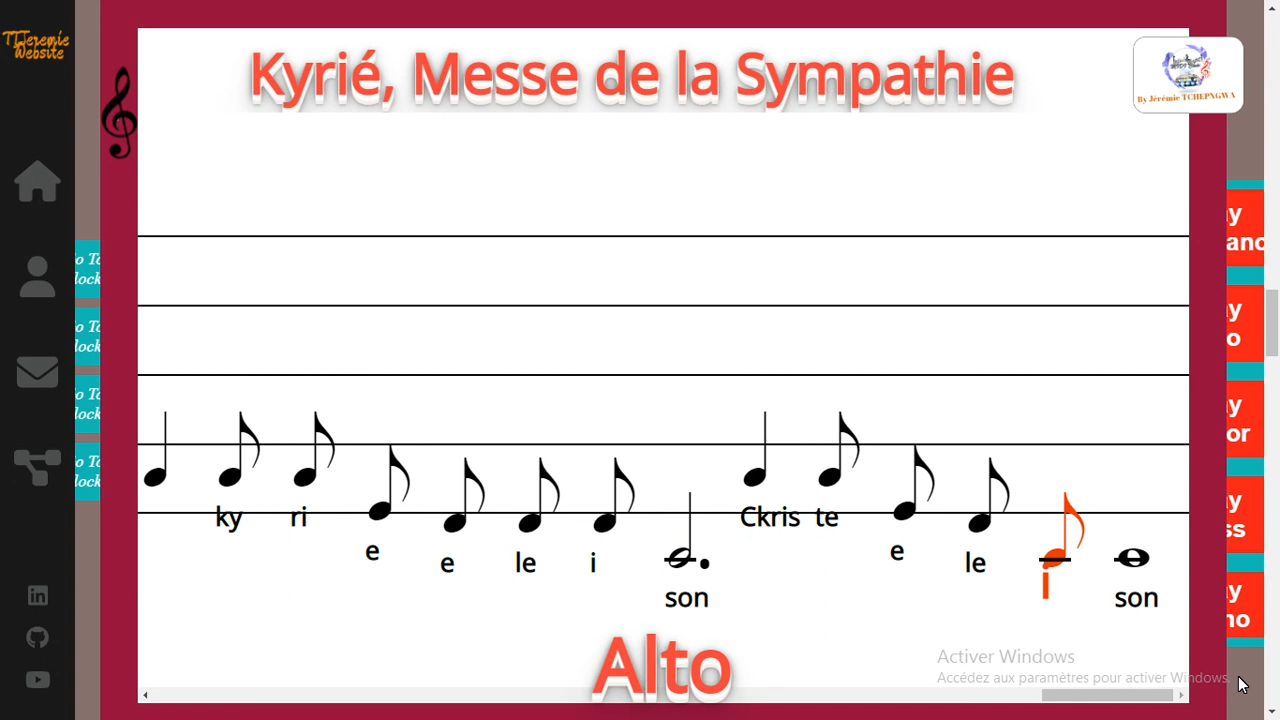 TTJeremie
Website
Kyrié, Messe de la Sympathie
By Jérémie TCHEPNGWA
ky ri e e le i son Ckris te e le i son
Alto
Activer Windows
Accédez aux paramètres pour activer Windows.